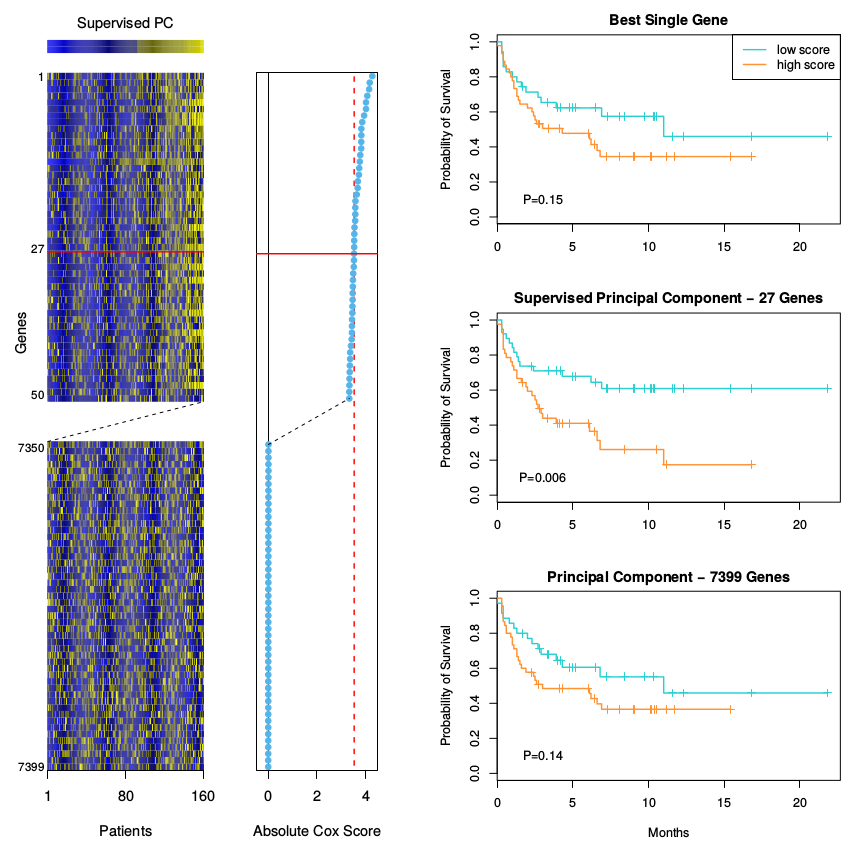 Supervised PC
1
27
50
7350
7399
Genes
1 80 160
Patients
0 2 4
Absolute Cox Score
Best Single Gene
low score
high score
Probability of Survival
0.0 0.2 0.4 0.6 0.8 1.0
P=0.15
0 5 10 15 20
Supervised Principal Component − 27 Genes
Probability of Survival
0.0 0.2 0.4 0.6 0.8 1.0
P=0.006
0 5 10 15 20
Principal Component − 7399 Genes
Probability of Survival
0.0 0.2 0.4 0.6 0.8 1.0
P=0.14
0 5 10 15 20
Months